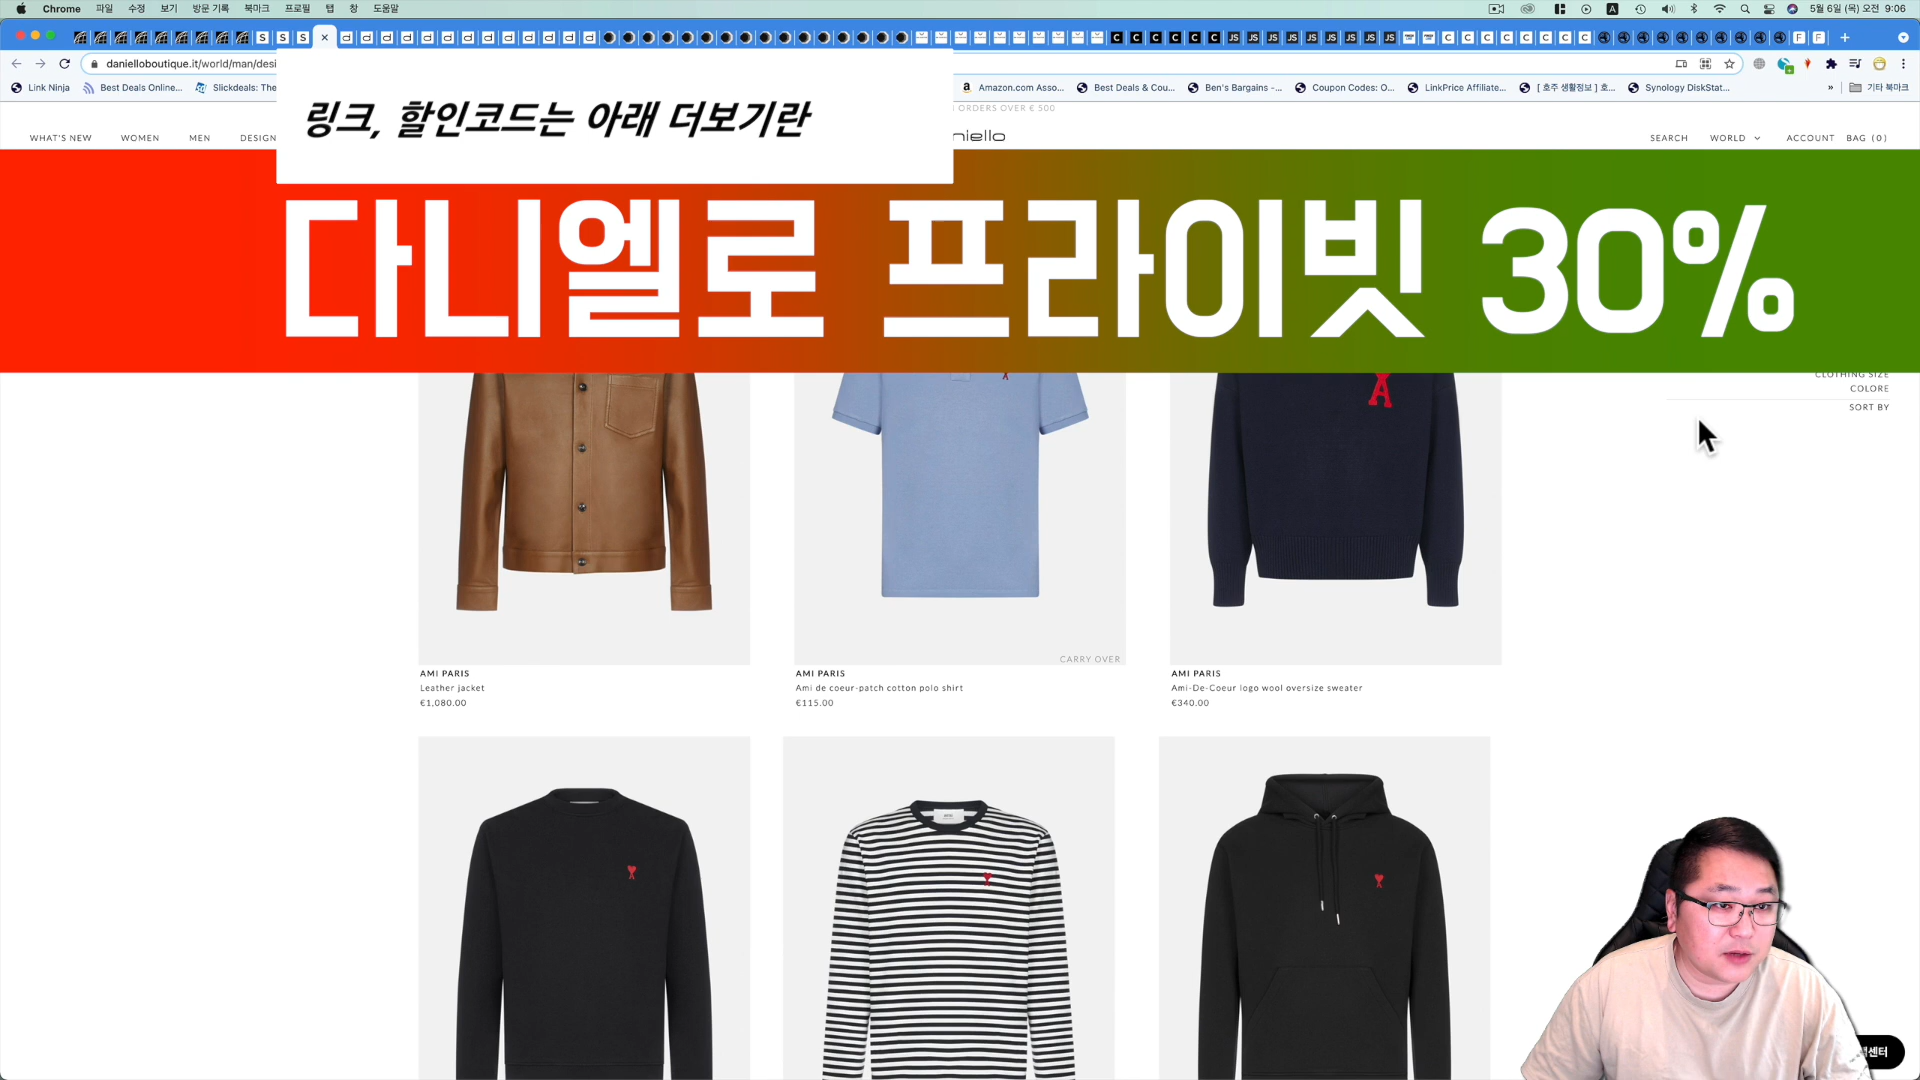 Chrome 파일 수정 보기 방문 기록 북마크 프로필 탭 창 도움말
5월 6일 (목) 오전 9:06
danielloboutique.it/world/man/desi
Link Ninja Best Deals Online... Slickdeals: The
Amazon.com Asso... Best Deals & Cou... Ben's Bargains -... Coupon Codes: O... LinkPrice Affiliate... [ 호주 생활정보 ] 호... Synology DiskStat... » 기타 북마크
링크, 할인코드는 아래 더보기란
ORDERS OVER € 500
WHAT'S NEW WOMEN MEN DESIGN
niello
SEARCH WORLD ACCOUNT BAG (0)
다니엘로 프라이빗 30%
CLOTHING SIZE
COLORE
SORT BY
CARRY OVER
AMI PARIS
Leather jacket
€1,080.00
AMI PARIS
Ami de coeur-patch cotton polo shirt
€115.00
AMI PARIS
Ami-De-Coeur logo wool oversize sweater
€340.00
센터